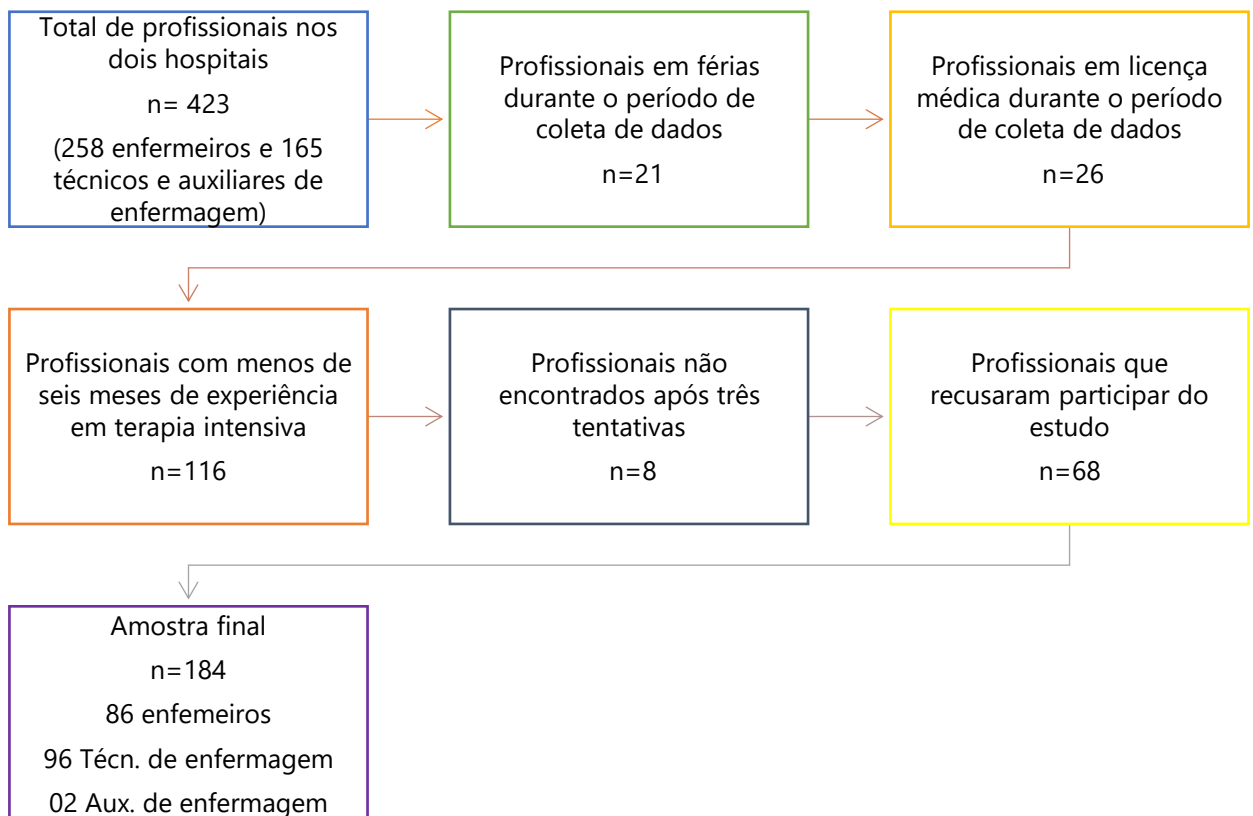 Total de profissionais nos
dois hospitais
n= 423
(258 enfermeiros e 165
técnicos e auxiliares de
enfermagem)
Profissionais em férias
durante o período de
coleta de dados
n=21
Profissionais em licença
médica durante o período
de coleta de dados
n=26
Profissionais com menos de
seis meses de experiência
em terapia intensiva
n=116
Profissionais não
encontrados após três
tentativas
n=8
Profissionais que
recusaram participar do
estudo
n=68
Amostra final
n=184
86 enfemeiros
96 Técn. de enfermagem
02 Aux. de enfermagem